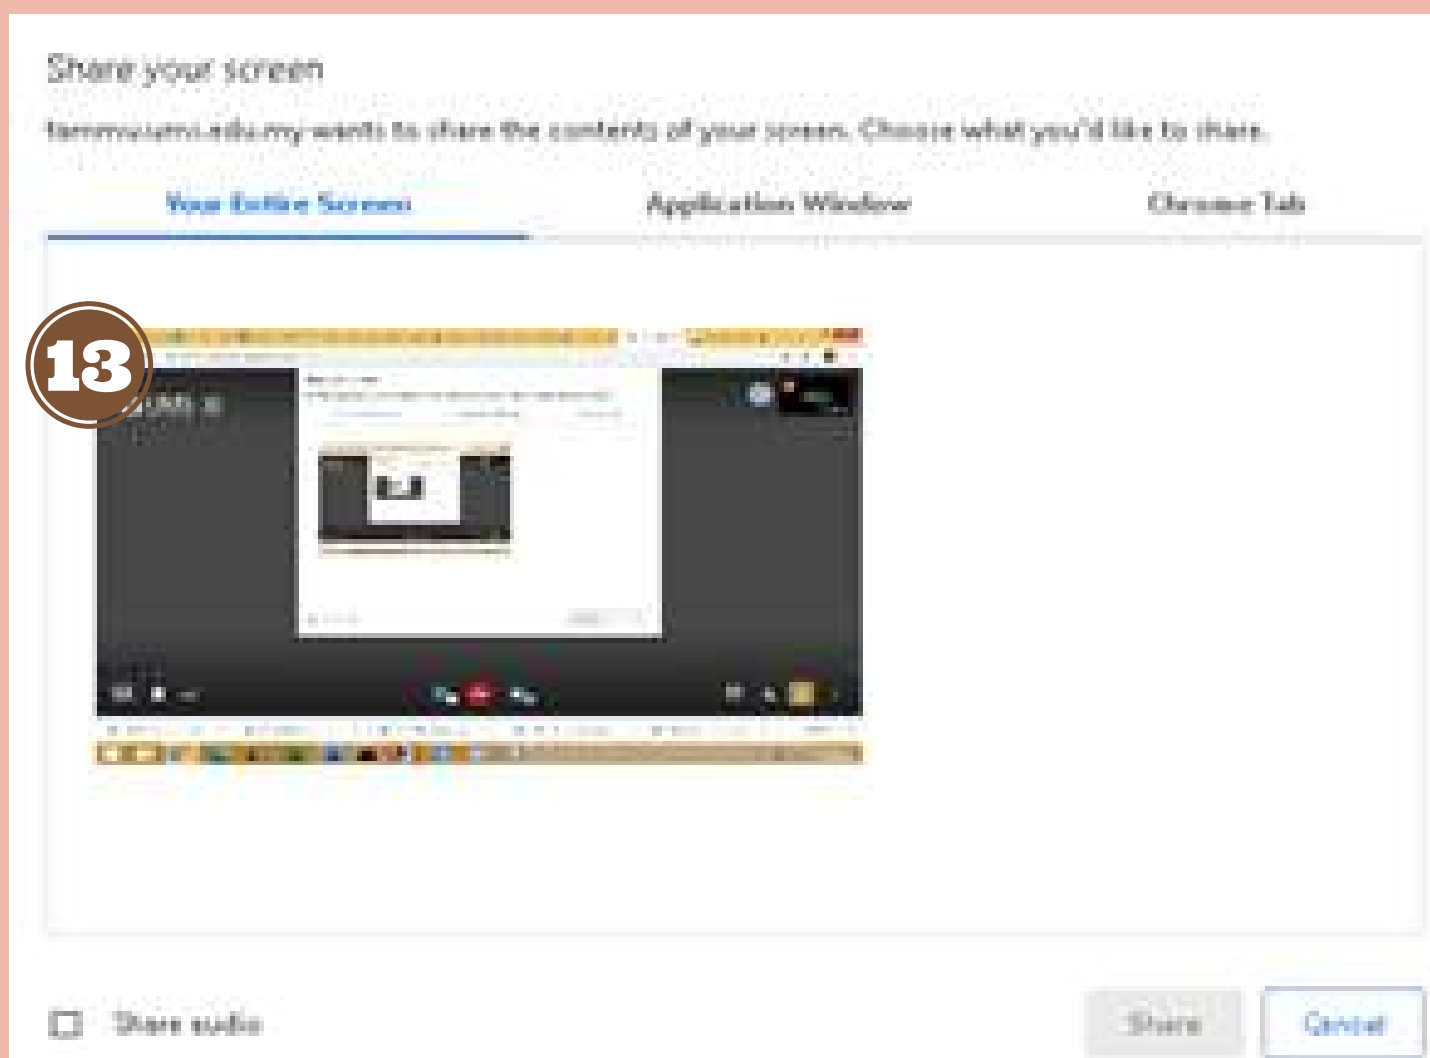 Share your screen
wants to share the contents of your screen. Choose what you'd like to share.
Your Entire Screen Application Window Chrome Tab
13
Share audio Share Cancel